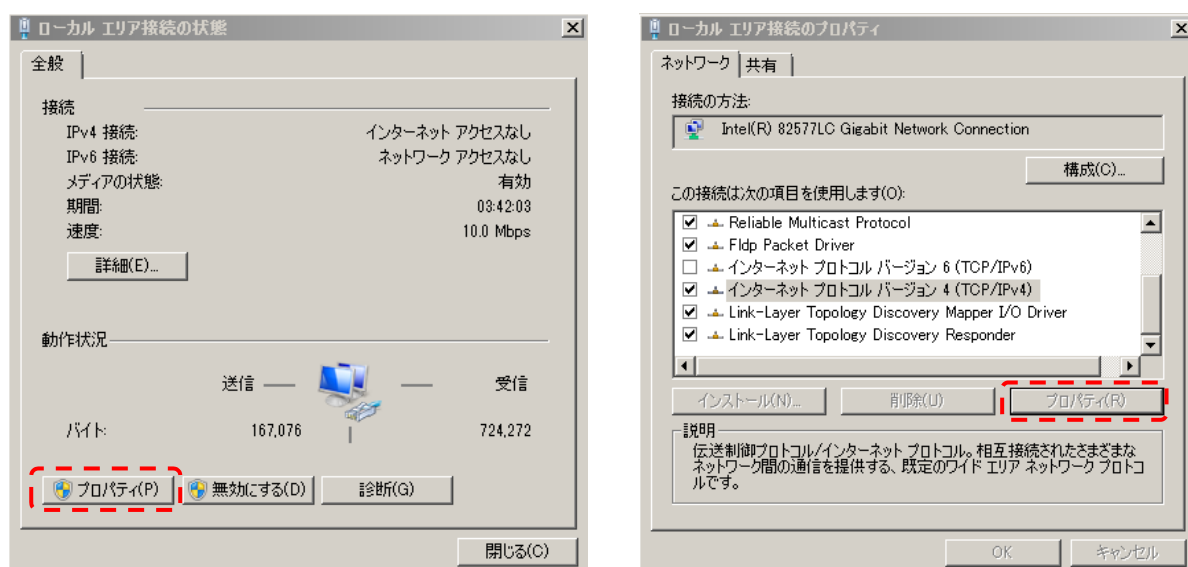 ローカル エリア接続の状態
全般
接続
IPv4 接続: インターネット アクセスなし
IPv6 接続: ネットワーク アクセスなし
メディアの状態: 有効
期間: 03:42:03
速度: 10.0 Mbps
詳細(E)...
動作状況
送信 受信
バイト: 167,076 724,272
プロパティ(P) 無効にする(D) 診断(G)
閉じる(C)
ローカル エリア接続のプロパティ
ネットワーク 共有
接続の方法:
Intel(R) 82577LC Gigabit Network Connection
構成(C)...
この接続は次の項目を使用します(O):
Reliable Multicast Protocol
Fldp Packet Driver
インターネット プロトコル バージョン 6 (TCP/IPv6)
インターネット プロトコル バージョン 4 (TCP/IPv4)
Link-Layer Topology Discovery Mapper I/O Driver
Link-Layer Topology Discovery Responder
インストール(N)... 削除(U) プロパティ(R)
説明
伝送制御プロトコル/インターネット プロトコル。相互接続されたさまざまな
ネットワーク間の通信を提供する、既定のワイド エリア ネットワーク プロトコ
ルです。
OK キャンセル